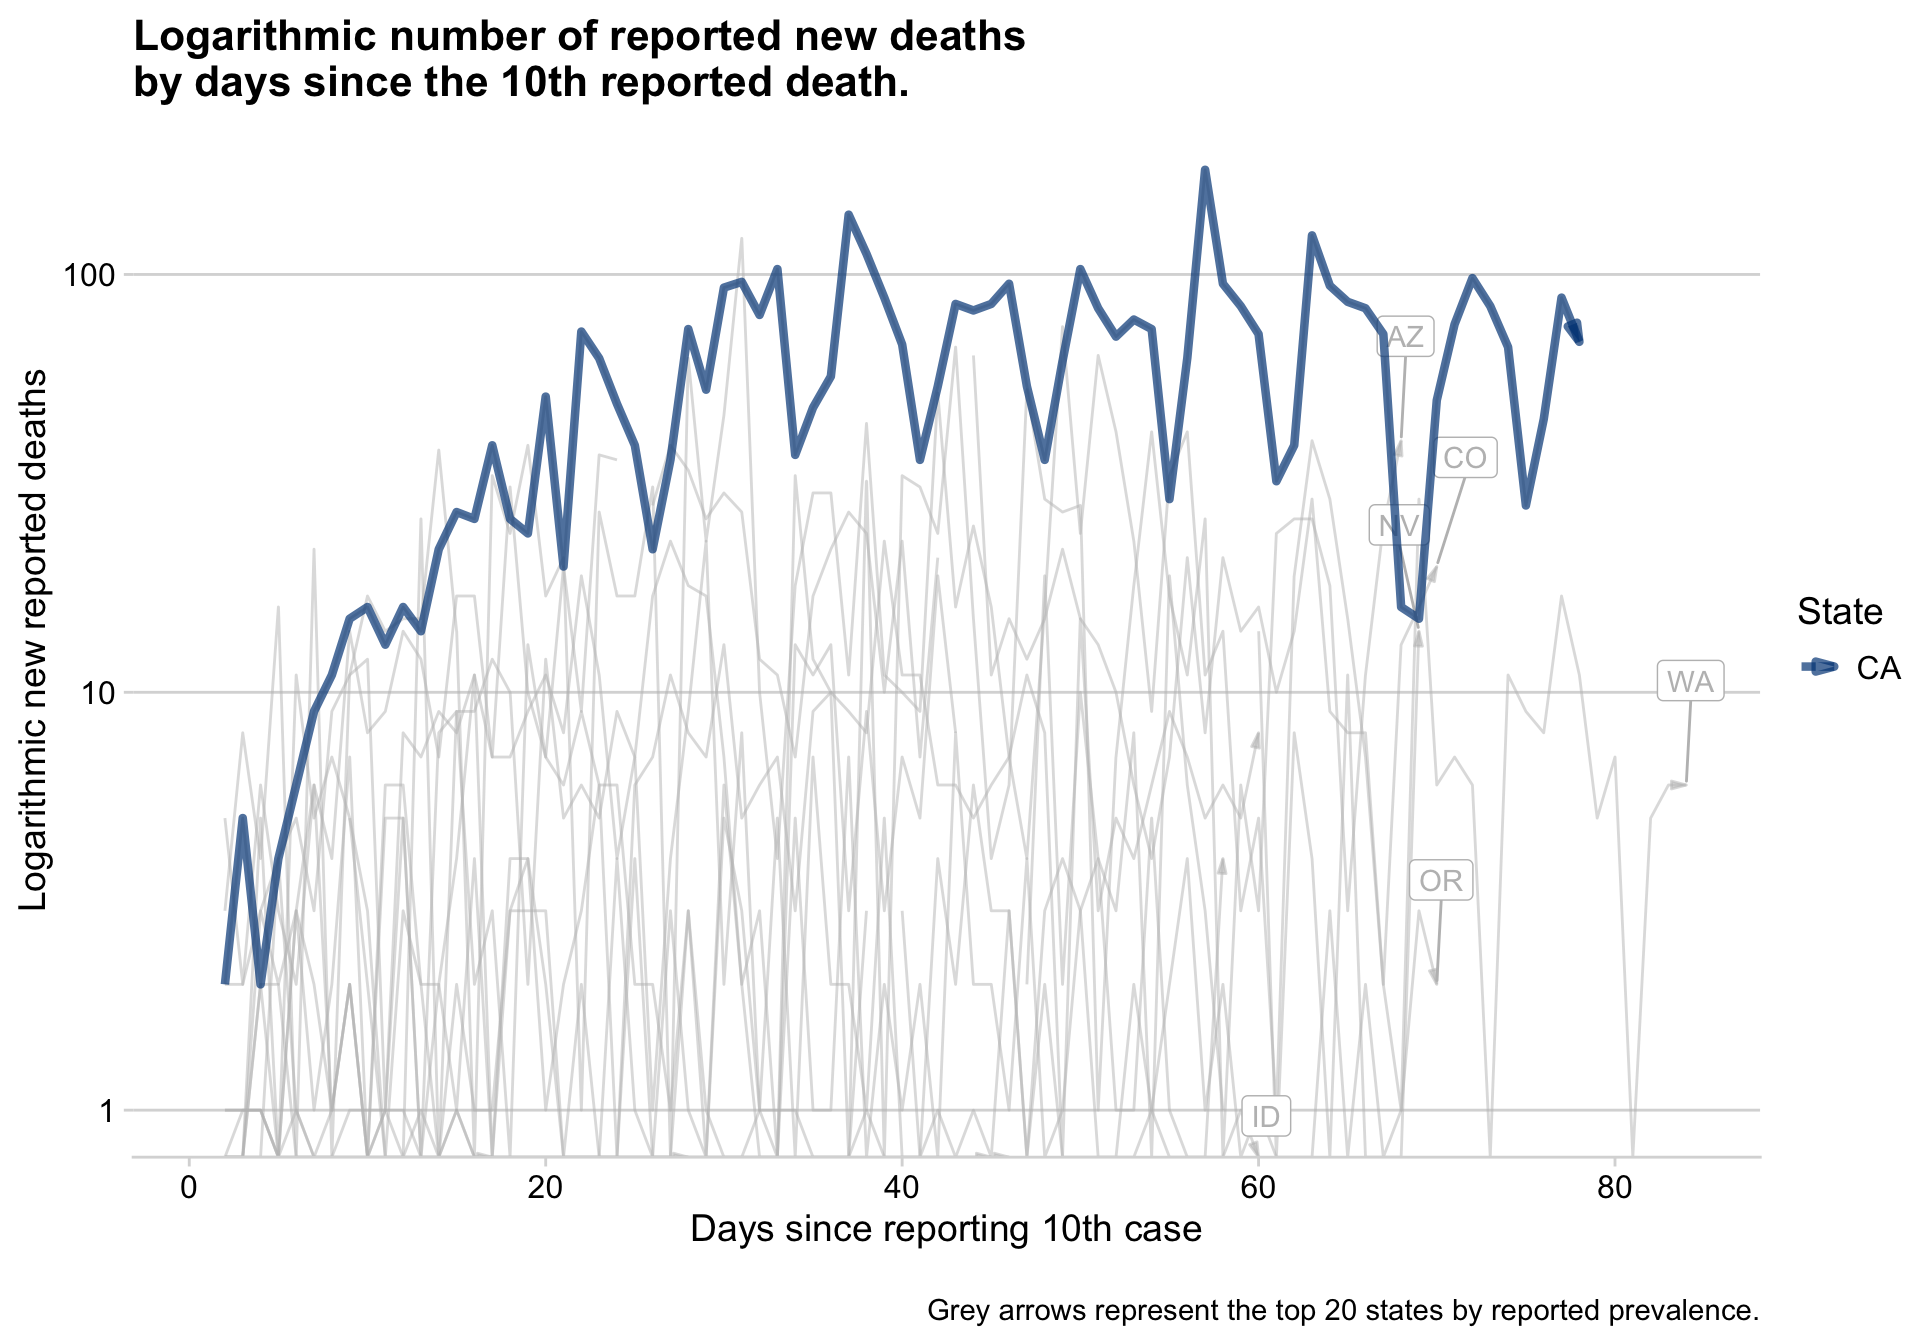 Logarithmic number of reported new deaths
by days since the 10th reported death.
Logarithmic new reported deaths
100
10
1
AZ
CO
NV
WA
OR
ID
State
CA
0 20 40 60 80
Days since reporting 10th case
Grey arrows represent the top 20 states by reported prevalence.